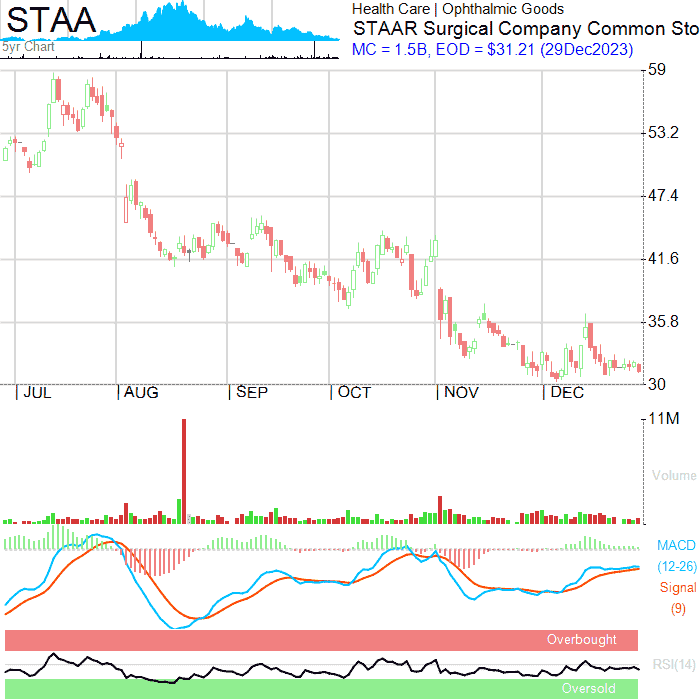 STAA
5yr Chart
Health Care | Ophthalmic Goods
STAAR Surgical Company Common Sto
MC = 1.5B, EOD = $31.21 (29Dec2023)
59
53.2
47.4
41.6
35.8
30
JUL AUG SEP OCT NOV DEC
11M
Volume
MACD
(12-26)
Signal
(9)
Overbought
RSI(14)
Oversold